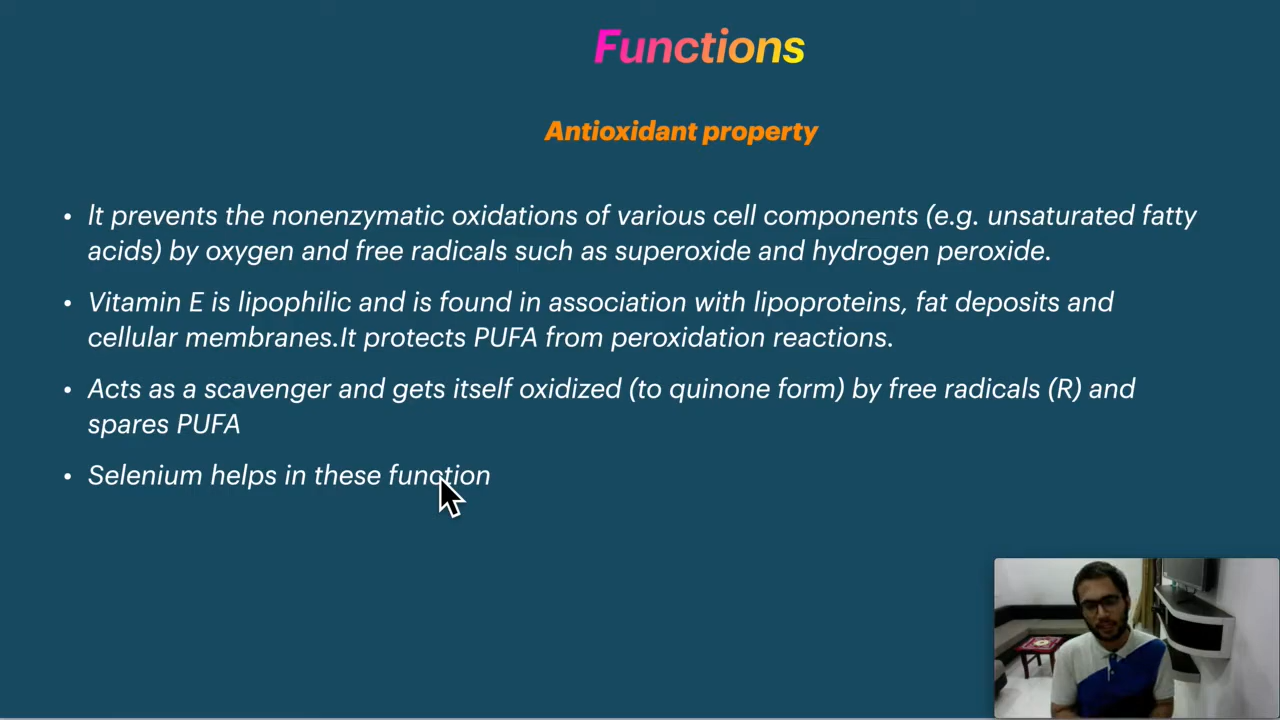 Functions
Antioxidant property
• It prevents the nonenzymatic oxidations of various cell components (e.g. unsaturated fatty
acids) by oxygen and free radicals such as superoxide and hydrogen peroxide.
• Vitamin E is lipophilic and is found in association with lipoproteins, fat deposits and
cellular membranes.It protects PUFA from peroxidation reactions.
• Acts as a scavenger and gets itself oxidized (to quinone form) by free radicals (R) and
spares PUFA
• Selenium helps in these function